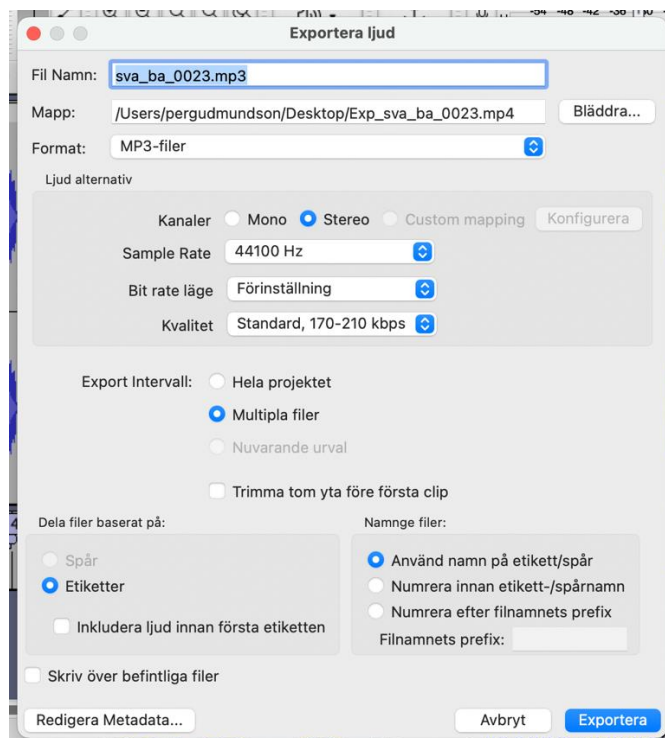 -54 -48 -42 -36
Exportera ljud
Fil Namn: sva_ba_0023.mp3
Mapp: /Users/pergudmundson/Desktop/Exp_sva_ba_0023.mp4 Bläddra...
Format: MP3-filer
Ljud alternativ
Kanaler Mono Stereo Custom mapping Konfigurera
Sample Rate 44100 Hz
Bit rate läge Förinställning
Kvalitet Standard, 170-210 kbps
Export Intervall: Hela projektet
Multipla filer
Nuvarande urval
Trimma tom yta före första clip
Dela filer baserat på:
Spår
Etiketter
Inkludera ljud innan första etiketten
Namnge filer:
Använd namn på etikett/spår
Numrera innan etikett-/spårnamn
Numrera efter filnamnets prefix
Filnamnets prefix:
Skriv över befintliga filer
Redigera Metadata... Avbryt Exportera